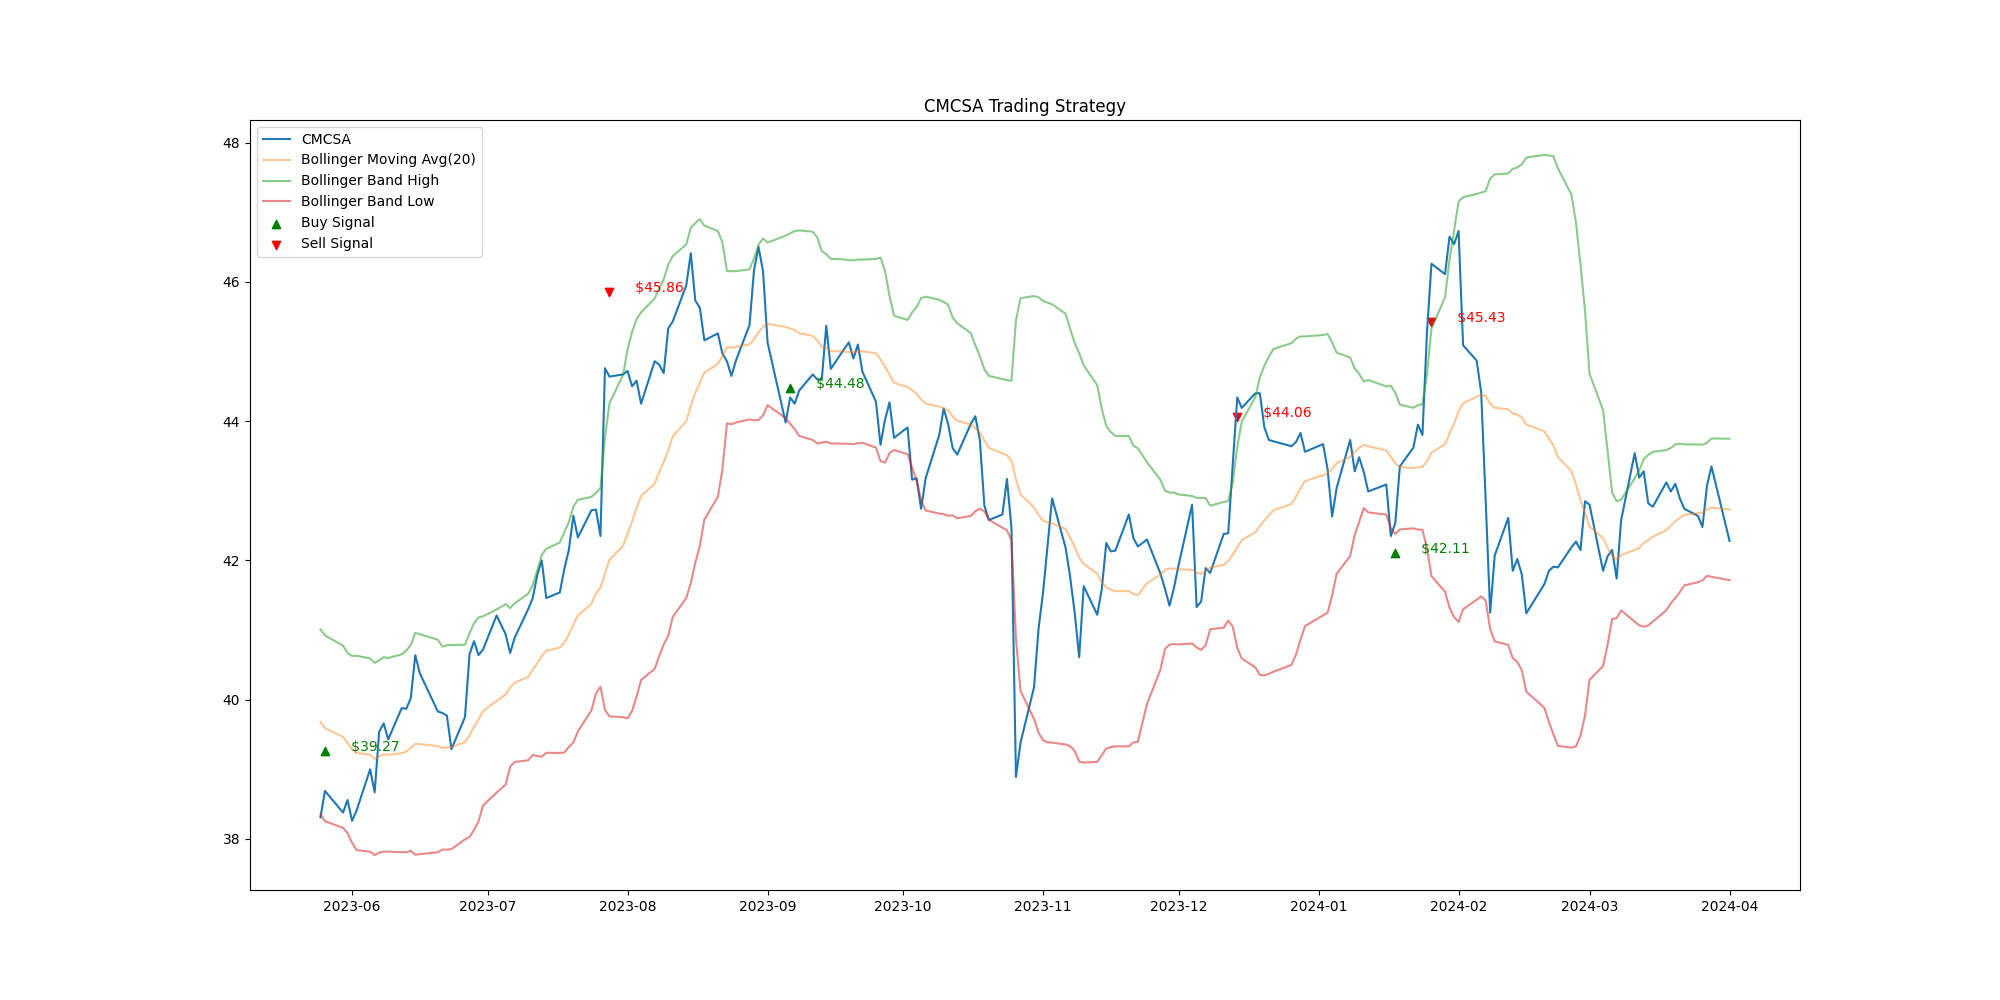 CMCSA Trading Strategy
CMCSA
Bollinger Moving Avg(20)
Bollinger Band High
Bollinger Band Low
Buy Signal
Sell Signal
48
46
44
42
40
38
$45.86
$45.43
$44.48
$44.06
$42.11
$39.27
2023-06 2023-07 2023-08 2023-09 2023-10 2023-11 2023-12 2024-01 2024-02 2024-03 2024-04